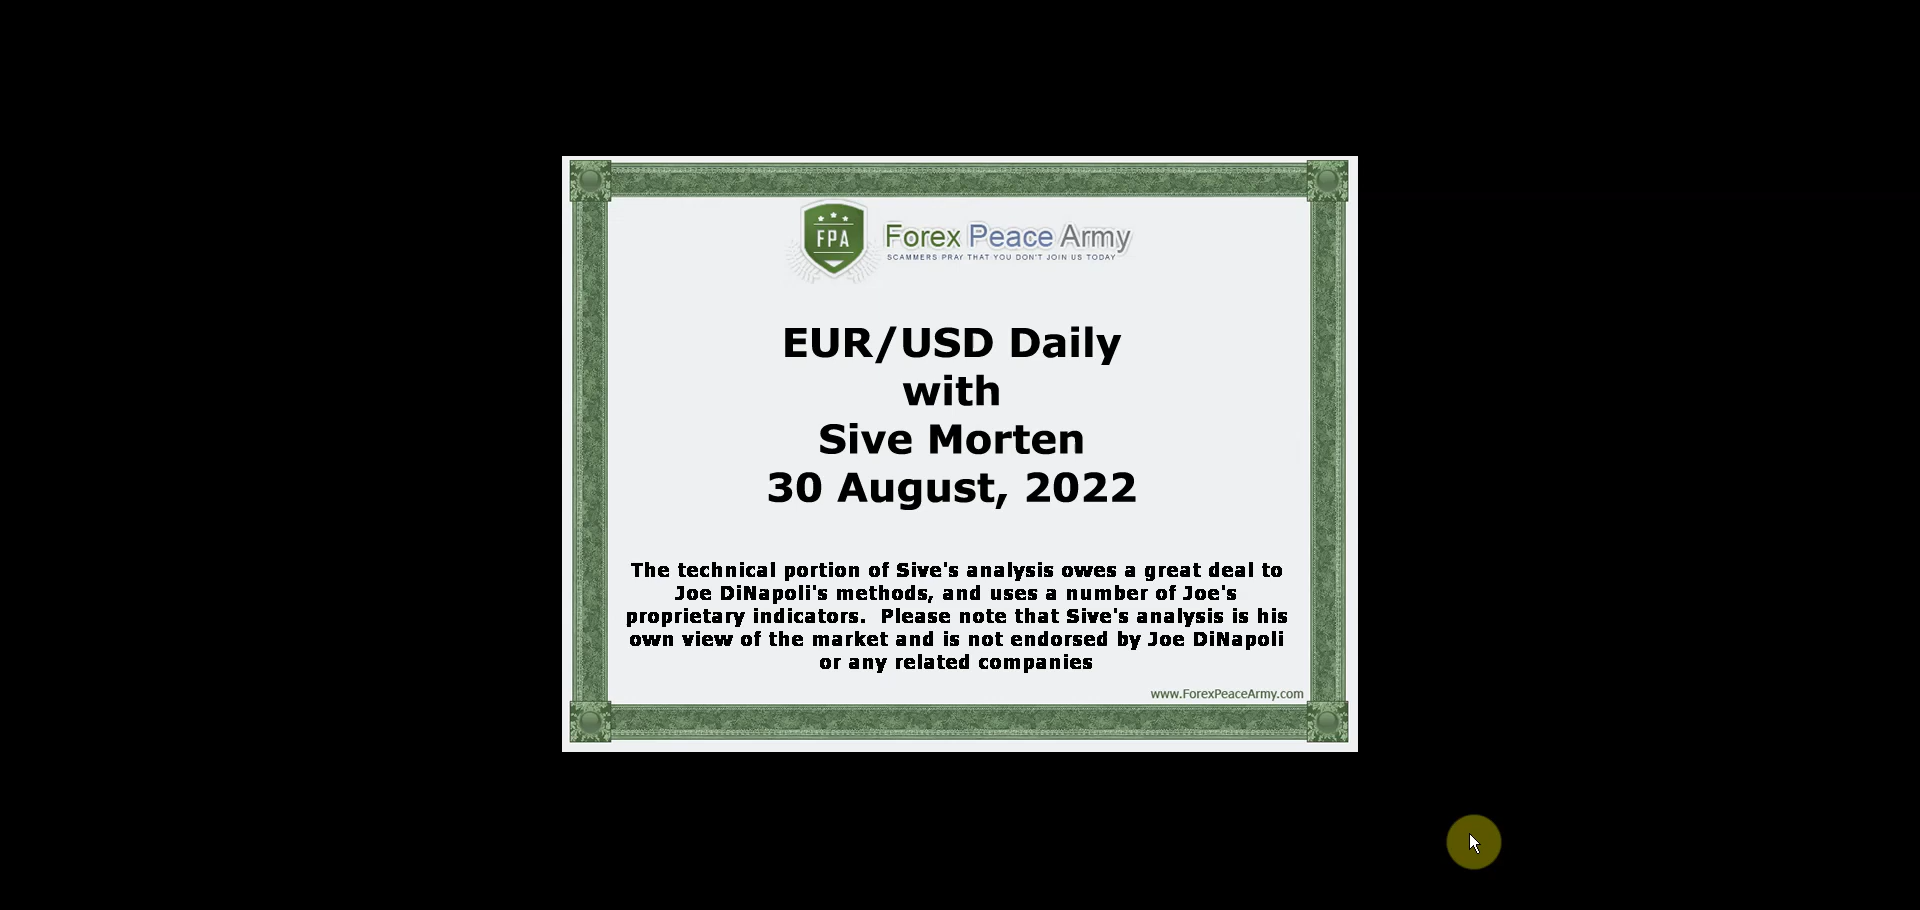 FPA
Forex Peace Army
SCAMMERS PRAY THAT YOU DON'T JOIN US TODAY
EUR/USD Daily
with
Sive Morten
30 August, 2022
The technical portion of Sive's analysis owes a great deal to
Joe DiNapoli's methods, and uses a number of Joe's
proprietary indicators.  Please note that Sive's analysis is his
own view of the market and is not endorsed by Joe DiNapoli
or any related companies
www.ForexPeaceArmy.com